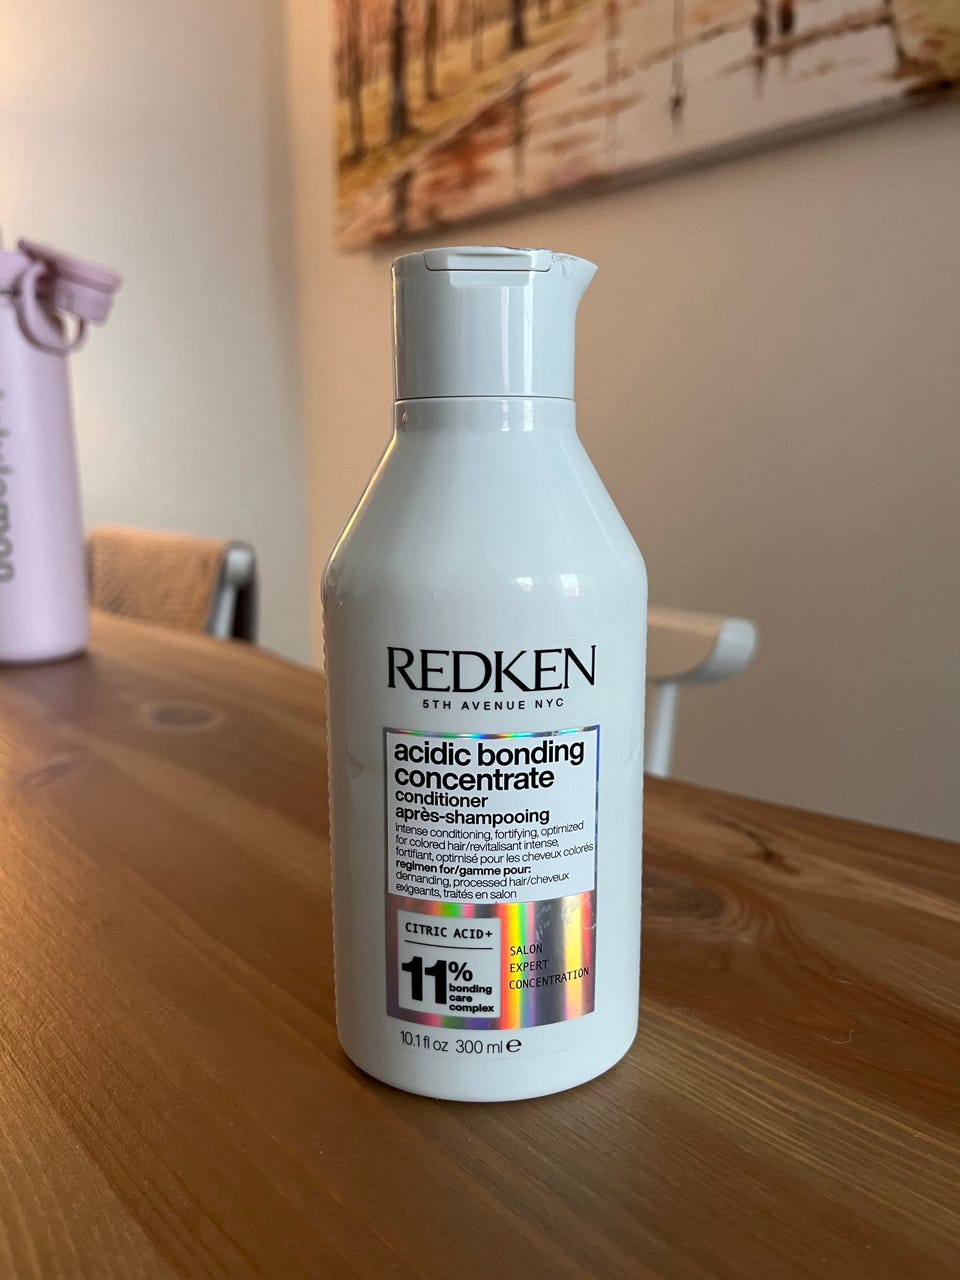 REDKEN
5TH AVENUE NYC
acidic bonding
concentrate
conditioner
après-shampooing
intense conditioning, fortifying, optimized
for colored hair/revitalisant intense,
fortifiant, optimisé pour les cheveux colorés
regimen for/gamme pour:
demanding, processed hair/cheveux
exigeants, traités en salon
CITRIC ACID+
11%
bonding
care
complex
SALON
EXPERT
CONCENTRATION
10.1 fl oz 300 ml ℮